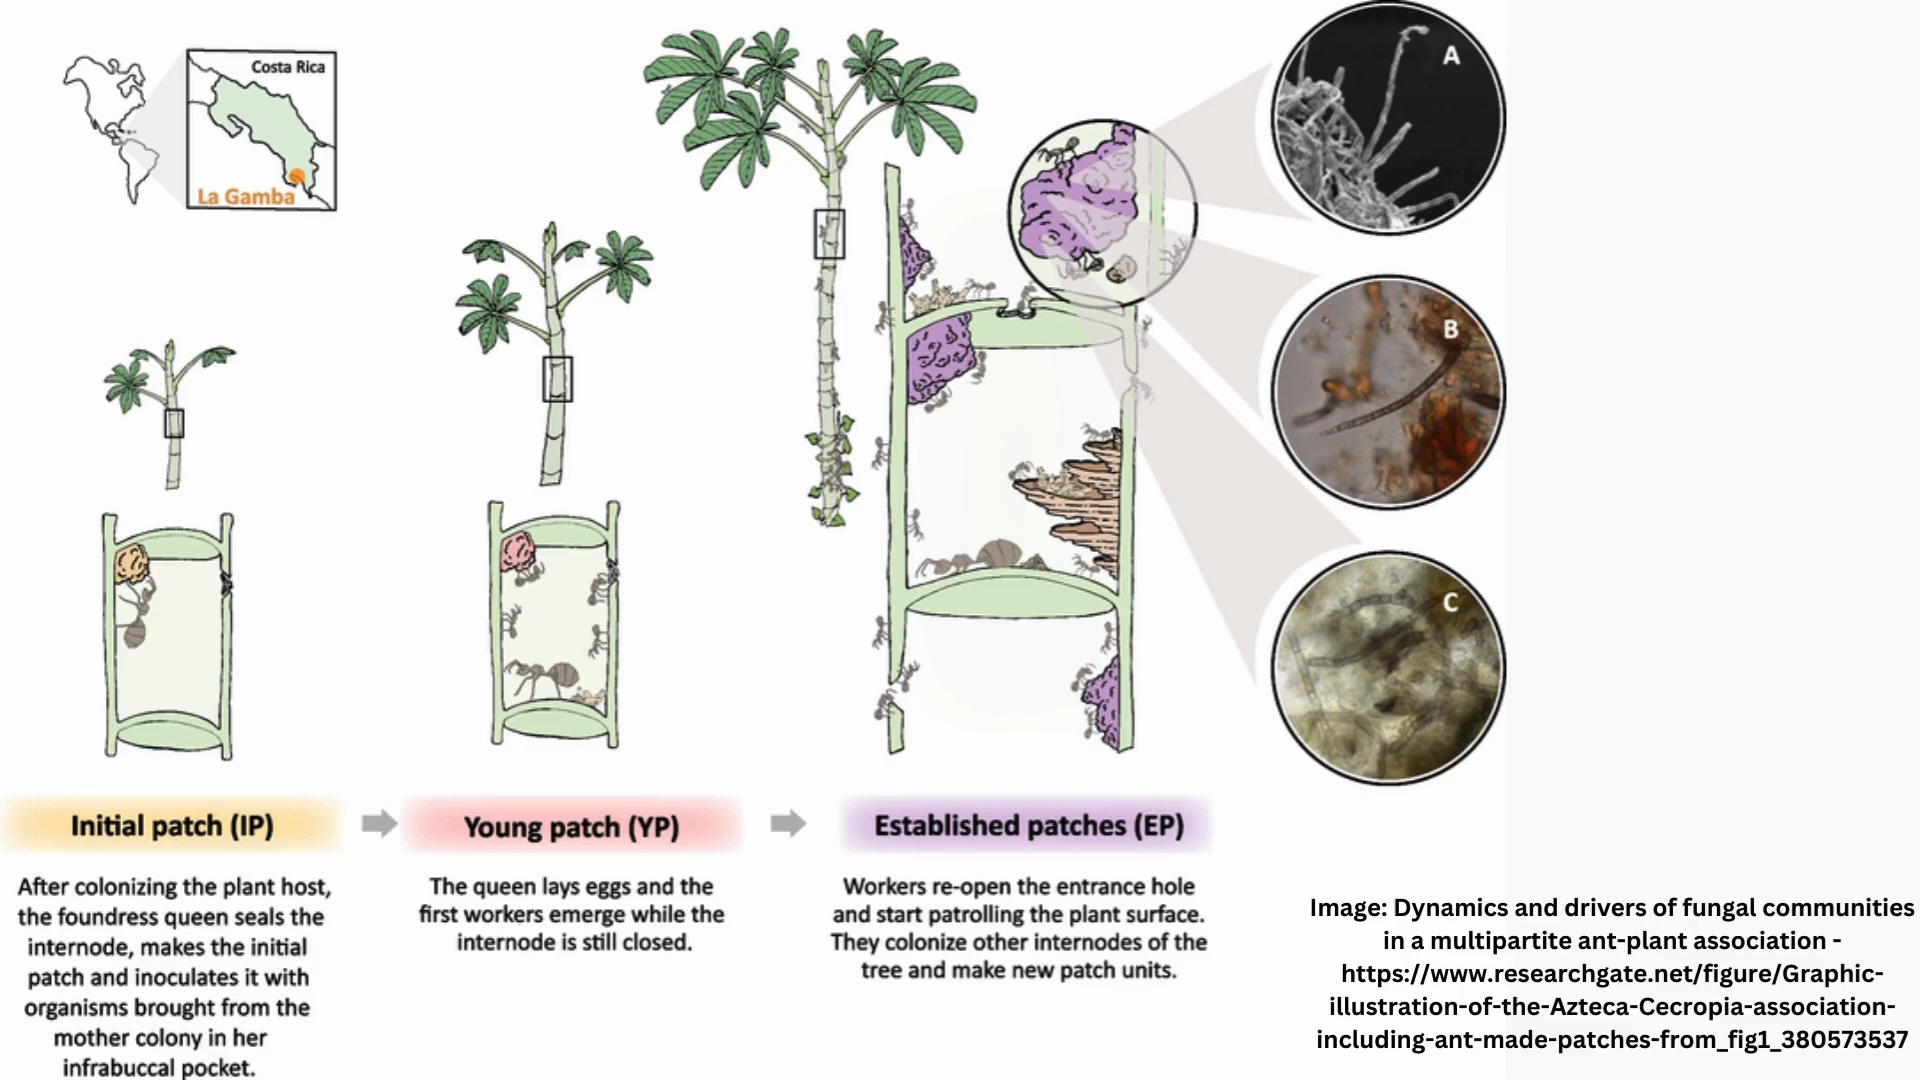 Costa Rica
La Gamba
A
B
C
Initial patch (IP)
After colonizing the plant host,
the foundress queen seals the
internode, makes the initial
patch and inoculates it with
organisms brought from the
mother colony in her
infrabuccal pocket.
Young patch (YP)
The queen lays eggs and the
first workers emerge while the
internode is still closed.
Established patches (EP)
Workers re-open the entrance hole
and start patrolling the plant surface.
They colonize other internodes of the
tree and make new patch units.
Image: Dynamics and drivers of fungal communities
in a multipartite ant-plant association -
https://www.researchgate.net/figure/Graphic-
illustration-of-the-Azteca-Cecropia-association-
including-ant-made-patches-from_fig1_380573537